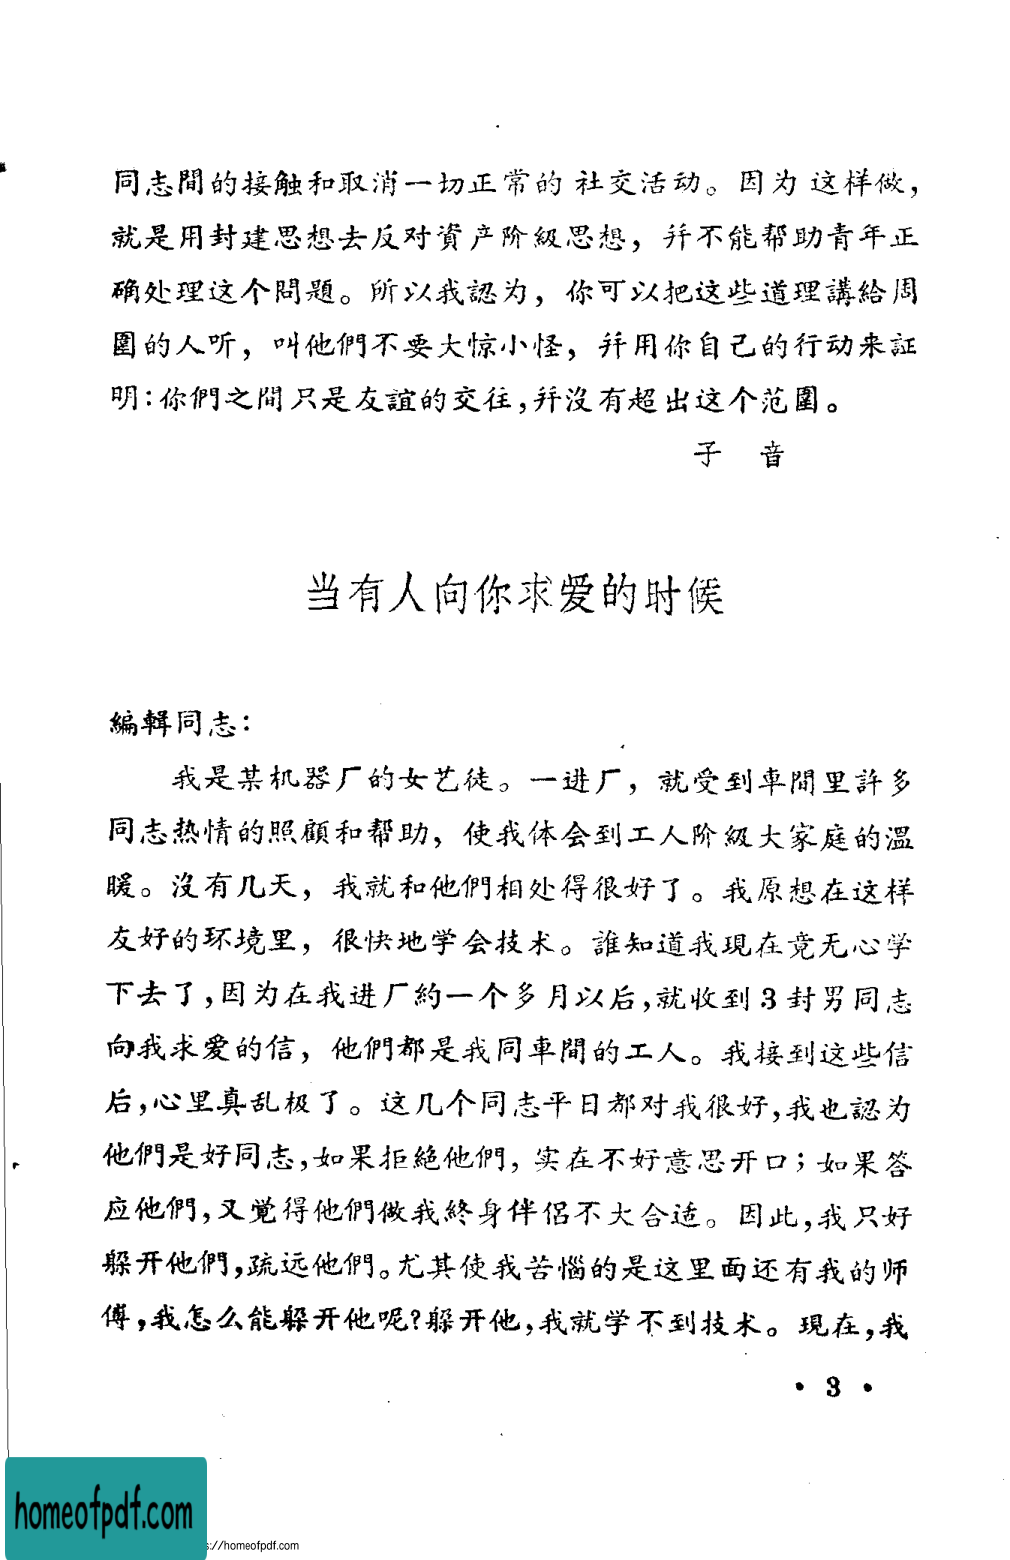 同志間的接触和取消一切正常的社交活动。因为这样做，
就是用封建思想去反对資产阶級思想，幷不能帮助青年正
确处理这个問題。所以我認为，你可以把这些道理講給周
圍的人听，叫他們不要大惊小怪，幷用你自己的行动来証
明：你們之間只是友誼的交往，幷沒有超出这个范圍。
子　音
当有人向你求爱的时候
編輯同志：
我是某机器厂的女艺徒。一进厂，就受到車間里許多
同志热情的照顧和帮助，使我体会到工人阶級大家庭的溫
暖。沒有几天，我就和他們相处得很好了。我原想在这样
友好的环境里，很快地学会技术。誰知道我現在竟无心学
下去了，因为在我进厂約一个多月以后，就收到3封男同志
向我求爱的信，他們都是我同車間的工人。我接到这些信
后，心里真乱极了。这几个同志平日都对我很好，我也認为
他們是好同志，如果拒絕他們，实在不好意思开口；如果答
应他們，又覚得他們做我終身伴侶不大合适。因此，我只好
躲开他們，疏远他們。尤其使我苦惱的是这里面还有我的师
傅，我怎么能躲开他呢？躲开他，我就学不到技术。現在，我
• 3 •
homeofpdf.com
s://homeofpdf.com